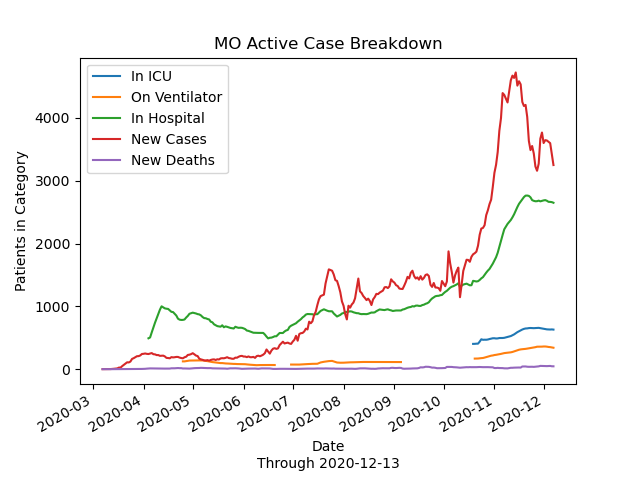 MO Active Case Breakdown
In ICU
On Ventilator
In Hospital
New Cases
New Deaths
Patients in Category
4000
3000
2000
1000
0
2020-03
2020-04
2020-05
2020-06
2020-07
2020-08
2020-09
2020-10
2020-11
2020-12
Date
Through 2020-12-13